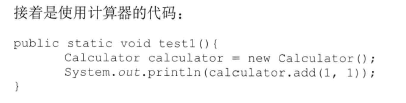 接着是使用计算器的代码：
public static void test1(){
Calculator calculator = new Calculator();
System.out.println(calculator.add(1, 1));
}